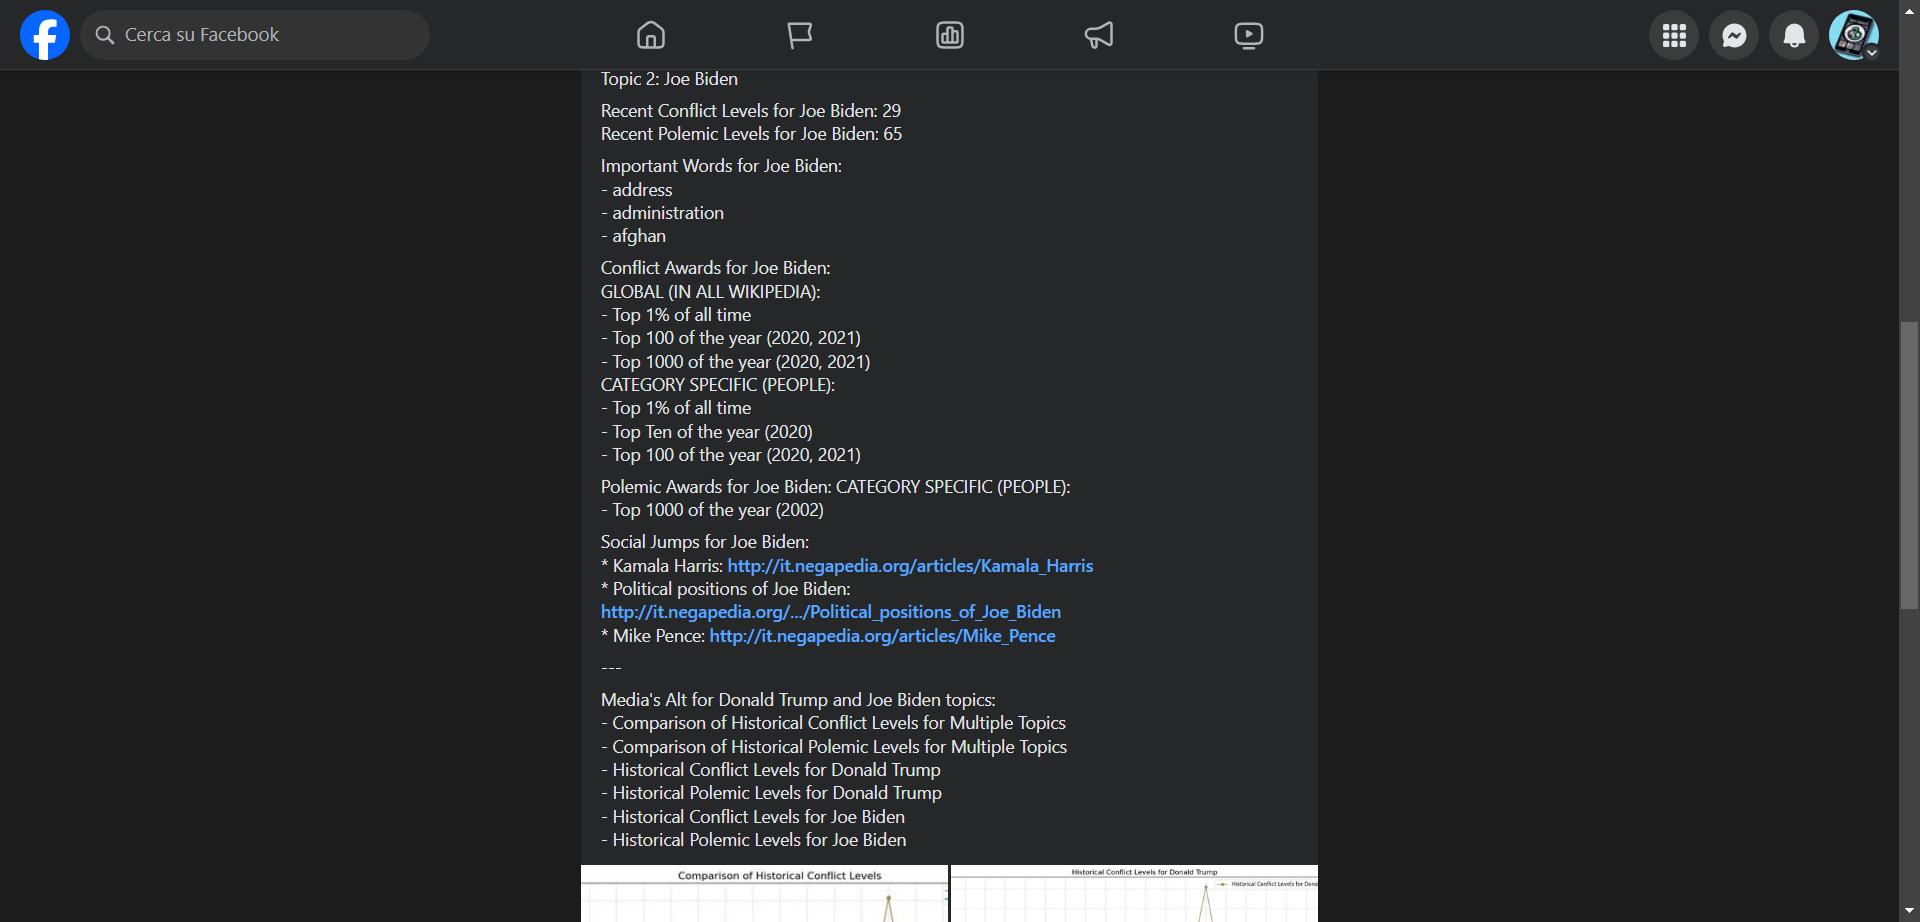 Cerca su Facebook
Topic 2: Joe Biden
Recent Conflict Levels for Joe Biden: 29
Recent Polemic Levels for Joe Biden: 65
Important Words for Joe Biden:
- address
- administration
- afghan
Conflict Awards for Joe Biden:
GLOBAL (IN ALL WIKIPEDIA):
- Top 1% of all time
- Top 100 of the year (2020, 2021)
- Top 1000 of the year (2020, 2021)
CATEGORY SPECIFIC (PEOPLE):
- Top 1% of all time
- Top Ten of the year (2020)
- Top 100 of the year (2020, 2021)
Polemic Awards for Joe Biden: CATEGORY SPECIFIC (PEOPLE):
- Top 1000 of the year (2002)
Social Jumps for Joe Biden:
* Kamala Harris: http://it.negapedia.org/articles/Kamala_Harris
* Political positions of Joe Biden:
http://it.negapedia.org/.../Political_positions_of_Joe_Biden
* Mike Pence: http://it.negapedia.org/articles/Mike_Pence
---
Media's Alt for Donald Trump and Joe Biden topics:
- Comparison of Historical Conflict Levels for Multiple Topics
- Comparison of Historical Polemic Levels for Multiple Topics
- Historical Conflict Levels for Donald Trump
- Historical Polemic Levels for Donald Trump
- Historical Conflict Levels for Joe Biden
- Historical Polemic Levels for Joe Biden
Comparison of Historical Conflict Levels
Historical Conflict Levels for Donald Trump
Historical Conflict Levels for Dona